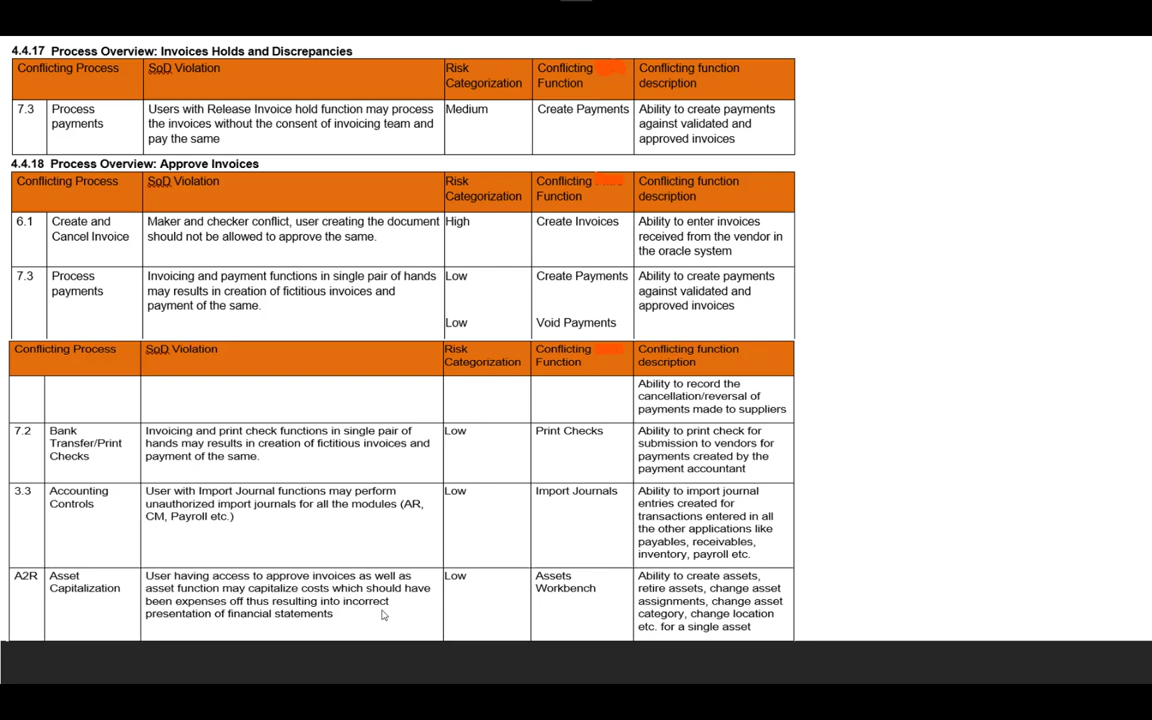 4.4.17 Process Overview: Invoices Holds and Discrepancies
Conflicting Process SoD Violation Risk Categorization Conflicting Function Conflicting function description
7.3 Process payments Users with Release Invoice hold function may process the invoices without the consent of invoicing team and pay the same Medium Create Payments Ability to create payments against validated and approved invoices
4.4.18 Process Overview: Approve Invoices
Conflicting Process SoD Violation Risk Categorization Conflicting Function Conflicting function description
6.1 Create and Cancel Invoice Maker and checker conflict, user creating the document should not be allowed to approve the same. High Create Invoices Ability to enter invoices received from the vendor in the oracle system
7.3 Process payments Invoicing and payment functions in single pair of hands may results in creation of fictitious invoices and payment of the same. Low Create Payments Ability to create payments against validated and approved invoices
Low Void Payments
Conflicting Process SoD Violation Risk Categorization Conflicting Function Conflicting function description
Ability to record the cancellation/reversal of payments made to suppliers
7.2 Bank Transfer/Print Checks Invoicing and print check functions in single pair of hands may results in creation of fictitious invoices and payment of the same. Low Print Checks Ability to print check for submission to vendors for payments created by the payment accountant
3.3 Accounting Controls User with Import Journal functions may perform unauthorized import journals for all the modules (AR, CM, Payroll etc.) Low Import Journals Ability to import journal entries created for transactions entered in all the other applications like payables, receivables, inventory, payroll etc.
A2R Asset Capitalization User having access to approve invoices as well as asset function may capitalize costs which should have been expenses off thus resulting into incorrect presentation of financial statements Low Assets Workbench Ability to create assets, retire assets, change asset assignments, change asset category, change location etc. for a single asset